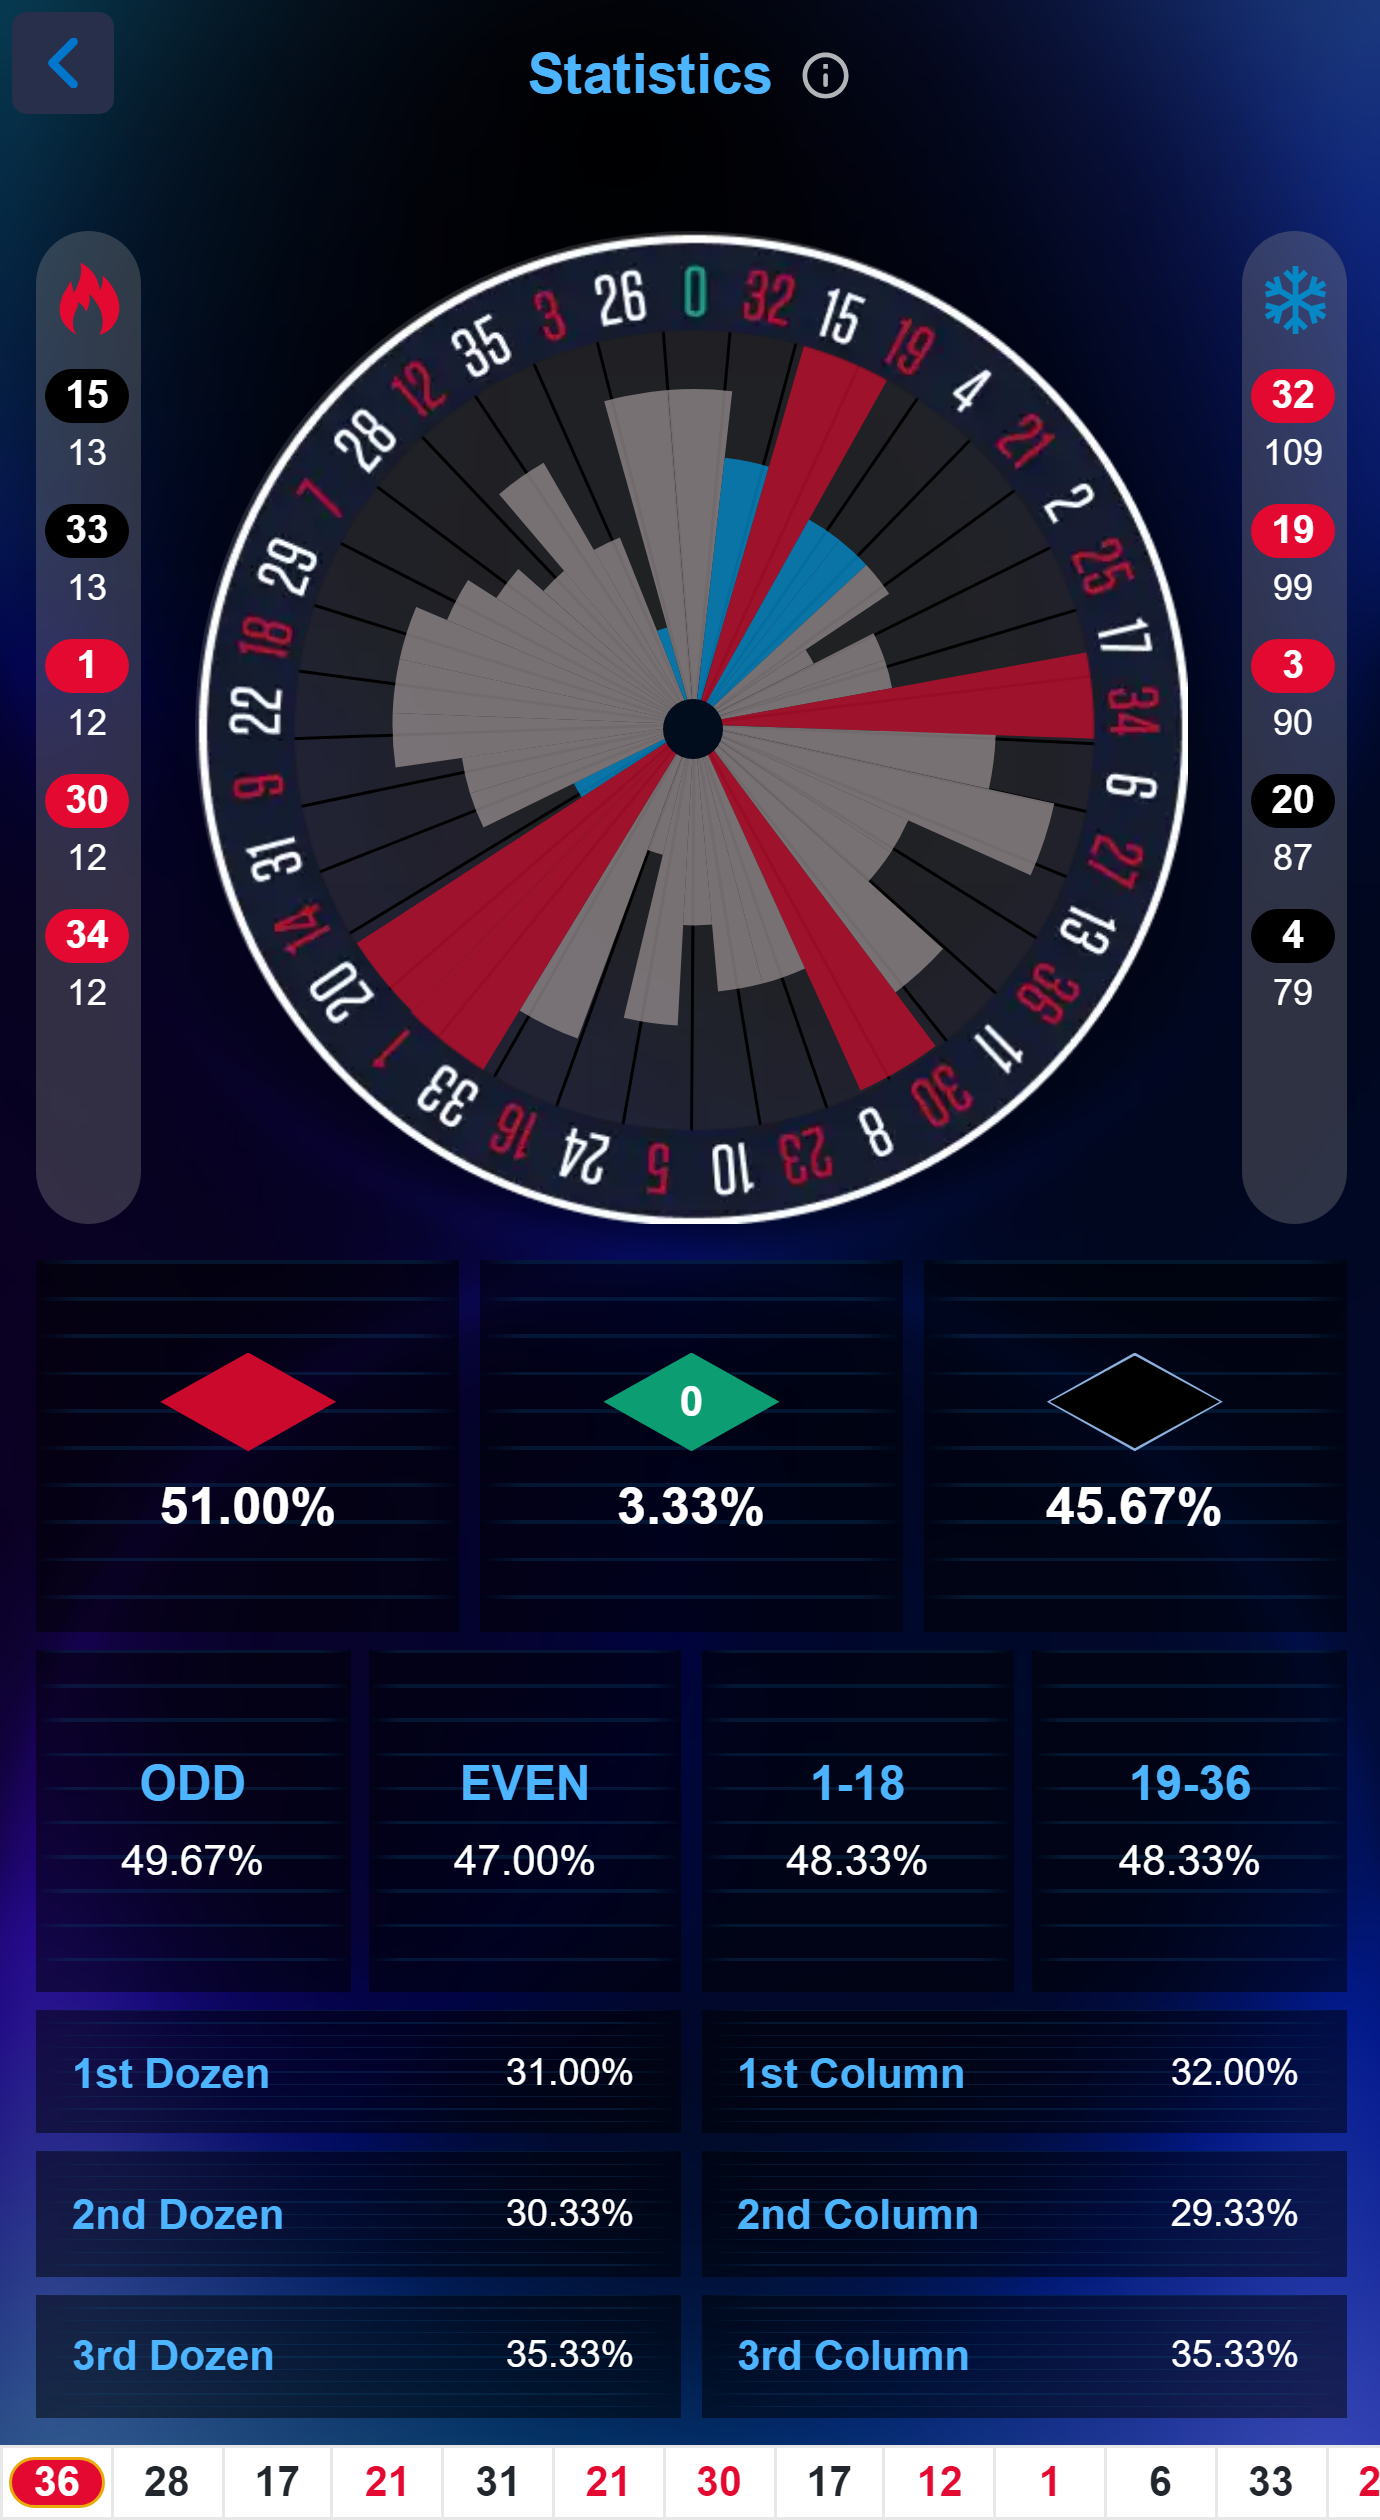 Statistics
0 32 15 19 4 21 2 25 17 34 6 27 13 36 11 30 8 23 10 5 24 16 33 1 20 14 31 9 22 18 29 7 28 12 35 3 26
15
13
33
13
1
12
30
12
34
12
32
109
19
99
3
90
20
87
4
79
0
51.00% 3.33% 45.67%
ODD EVEN 1-18 19-36
49.67% 47.00% 48.33% 48.33%
1st Dozen 31.00% 1st Column 32.00%
2nd Dozen 30.33% 2nd Column 29.33%
3rd Dozen 35.33% 3rd Column 35.33%
36 28 17 21 31 21 30 17 12 1 6 33